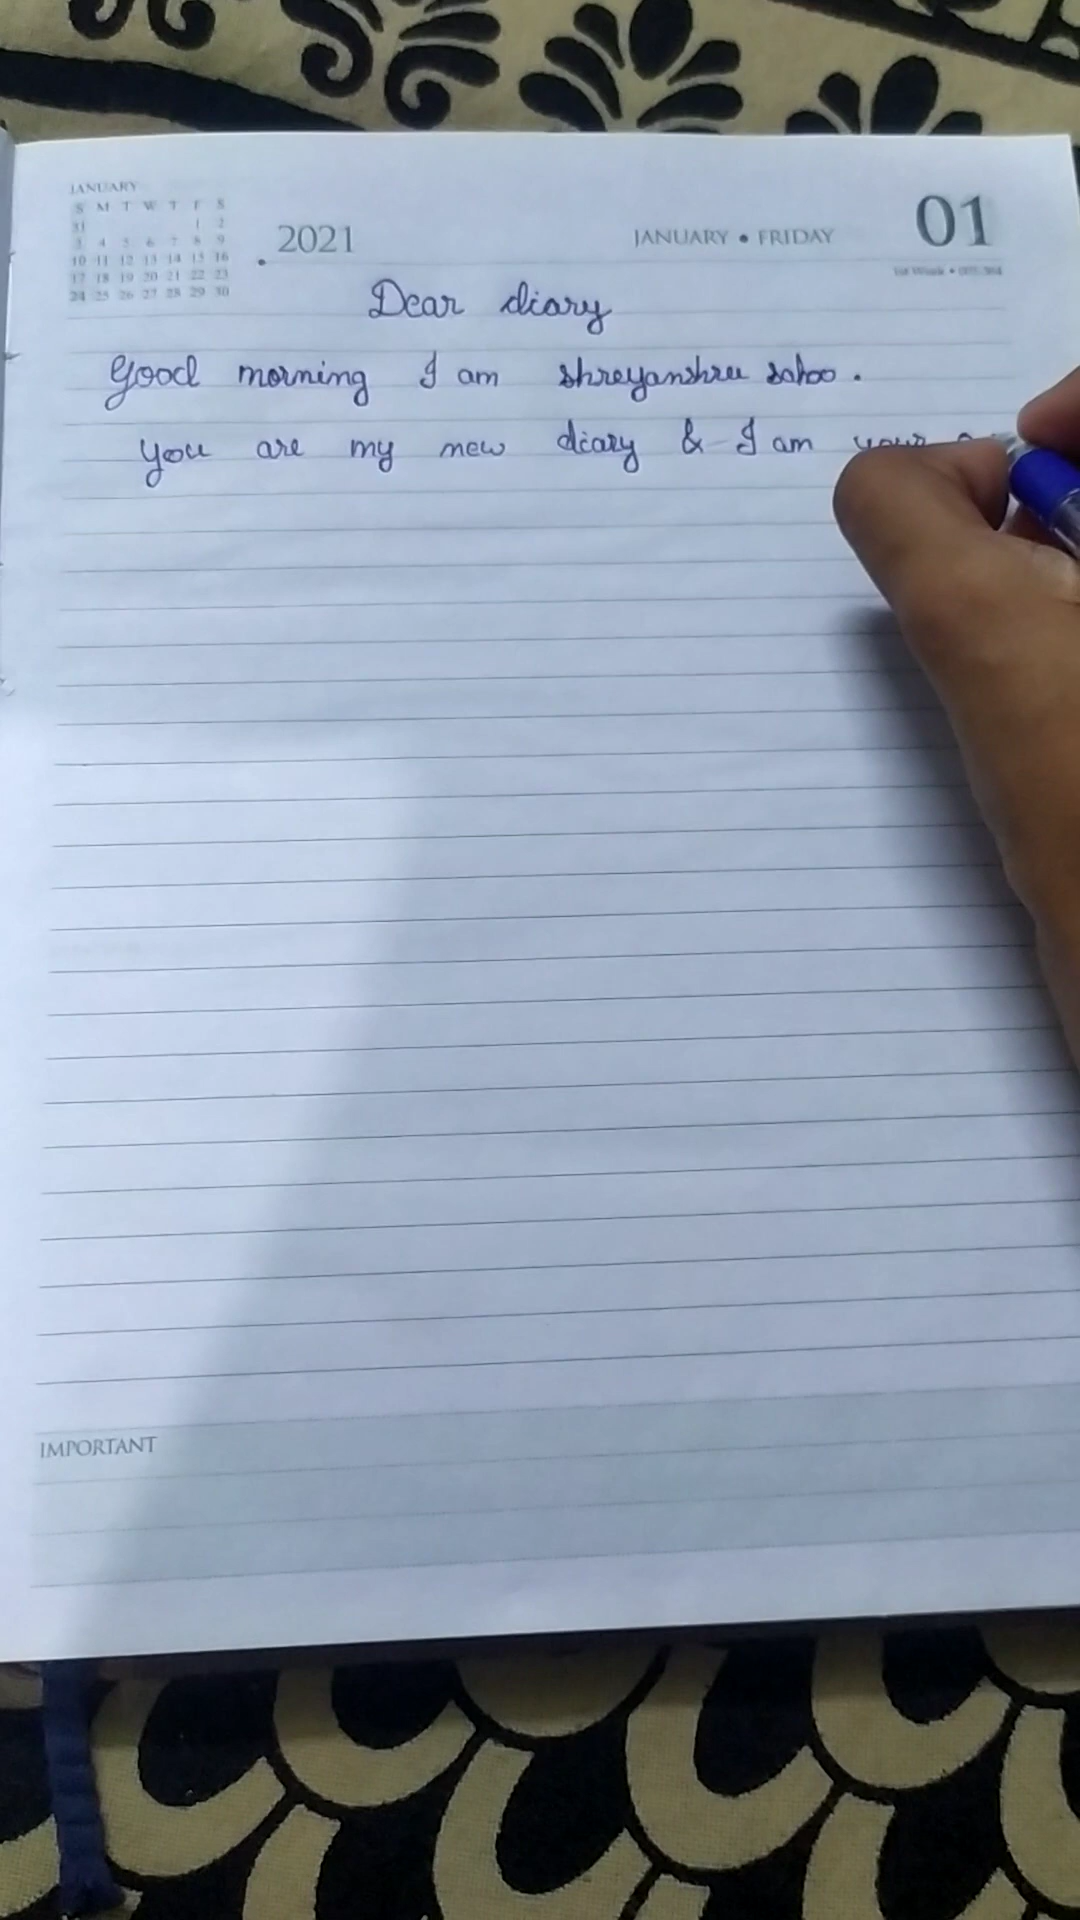 JANUARY
S M T W T F S
31 1 2
3 4 5 6 7 8 9
10 11 12 13 14 15 16
17 18 19 20 21 22 23
24 25 26 27 28 29 30
2021
JANUARY • FRIDAY
01
Dear diary
Good morning I am shreyanshree sahoo.
You are my new diary & I am your
IMPORTANT